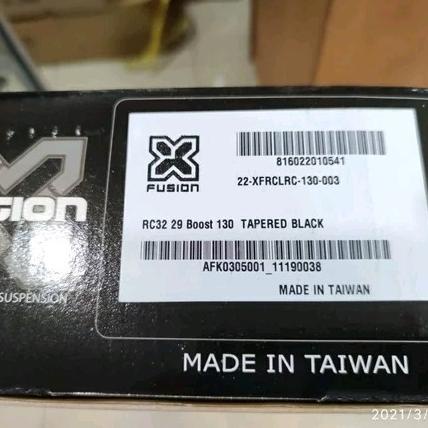 FUSION
816022010541
22-XFRCLRC-130-003
RC32 29 Boost 130 TAPERED BLACK
AFK0305001_11190038
MADE IN TAIWAN
SUSPENSION
MADE IN TAIWAN